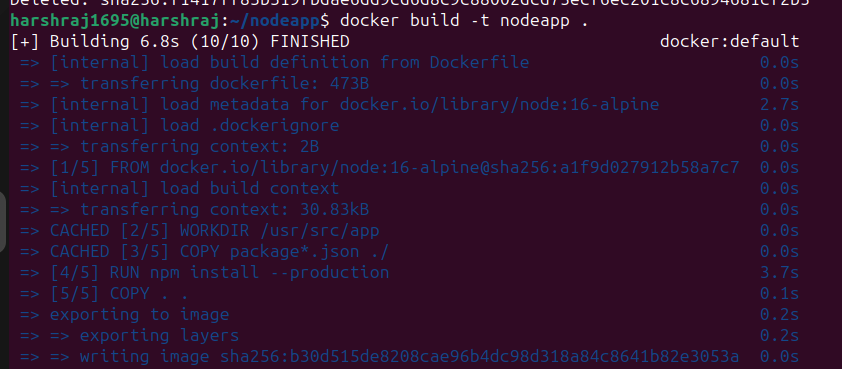 harshraj1695@harshraj:~/nodeapp$ docker build -t nodeapp .
[+] Building 6.8s (10/10) FINISHED docker:default
=> [internal] load build definition from Dockerfile 0.0s
=> => transferring dockerfile: 473B 0.0s
=> [internal] load metadata for docker.io/library/node:16-alpine 2.7s
=> [internal] load .dockerignore 0.0s
=> => transferring context: 2B 0.0s
=> [1/5] FROM docker.io/library/node:16-alpine@sha256:a1f9d027912b58a7c7 0.0s
=> [internal] load build context 0.0s
=> => transferring context: 30.83kB 0.0s
=> CACHED [2/5] WORKDIR /usr/src/app 0.0s
=> CACHED [3/5] COPY package*.json ./ 0.0s
=> [4/5] RUN npm install --production 3.7s
=> [5/5] COPY . . 0.1s
=> exporting to image 0.2s
=> => exporting layers 0.2s
=> => writing image sha256:b30d515de8208cae96b4dc98d318a84c8641b82e3053a 0.0s